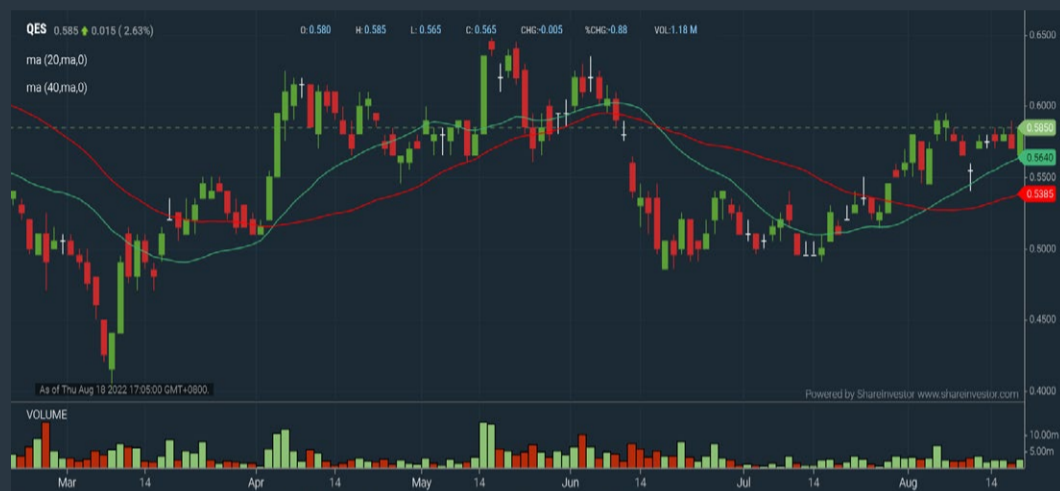 QES 0.585 0.015 ( 2.63%) O: 0.580 H: 0.585 L: 0.565 C: 0.565 CHG:-0.005 %CHG:-0.88 VOL:1.18 M
ma (20,ma,0)
ma (40,ma,0)
0.6500
0.6000
0.5850
0.5640
0.5500
0.5385
0.5000
0.4500
0.4000
As of Thu Aug 18 2022 17:05:00 GMT+0800.
Powered by ShareInvestor www.shareinvestor.com
VOLUME
10.00m
5.00m
Mar 14 Apr 14 May 14 Jun 14 Jul 14 Aug 14